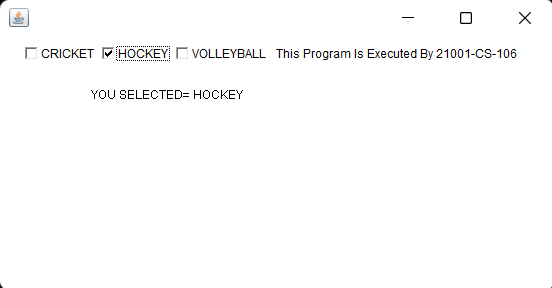 CRICKET HOCKEY VOLLEYBALL This Program Is Executed By 21001-CS-106
YOU SELECTED= HOCKEY